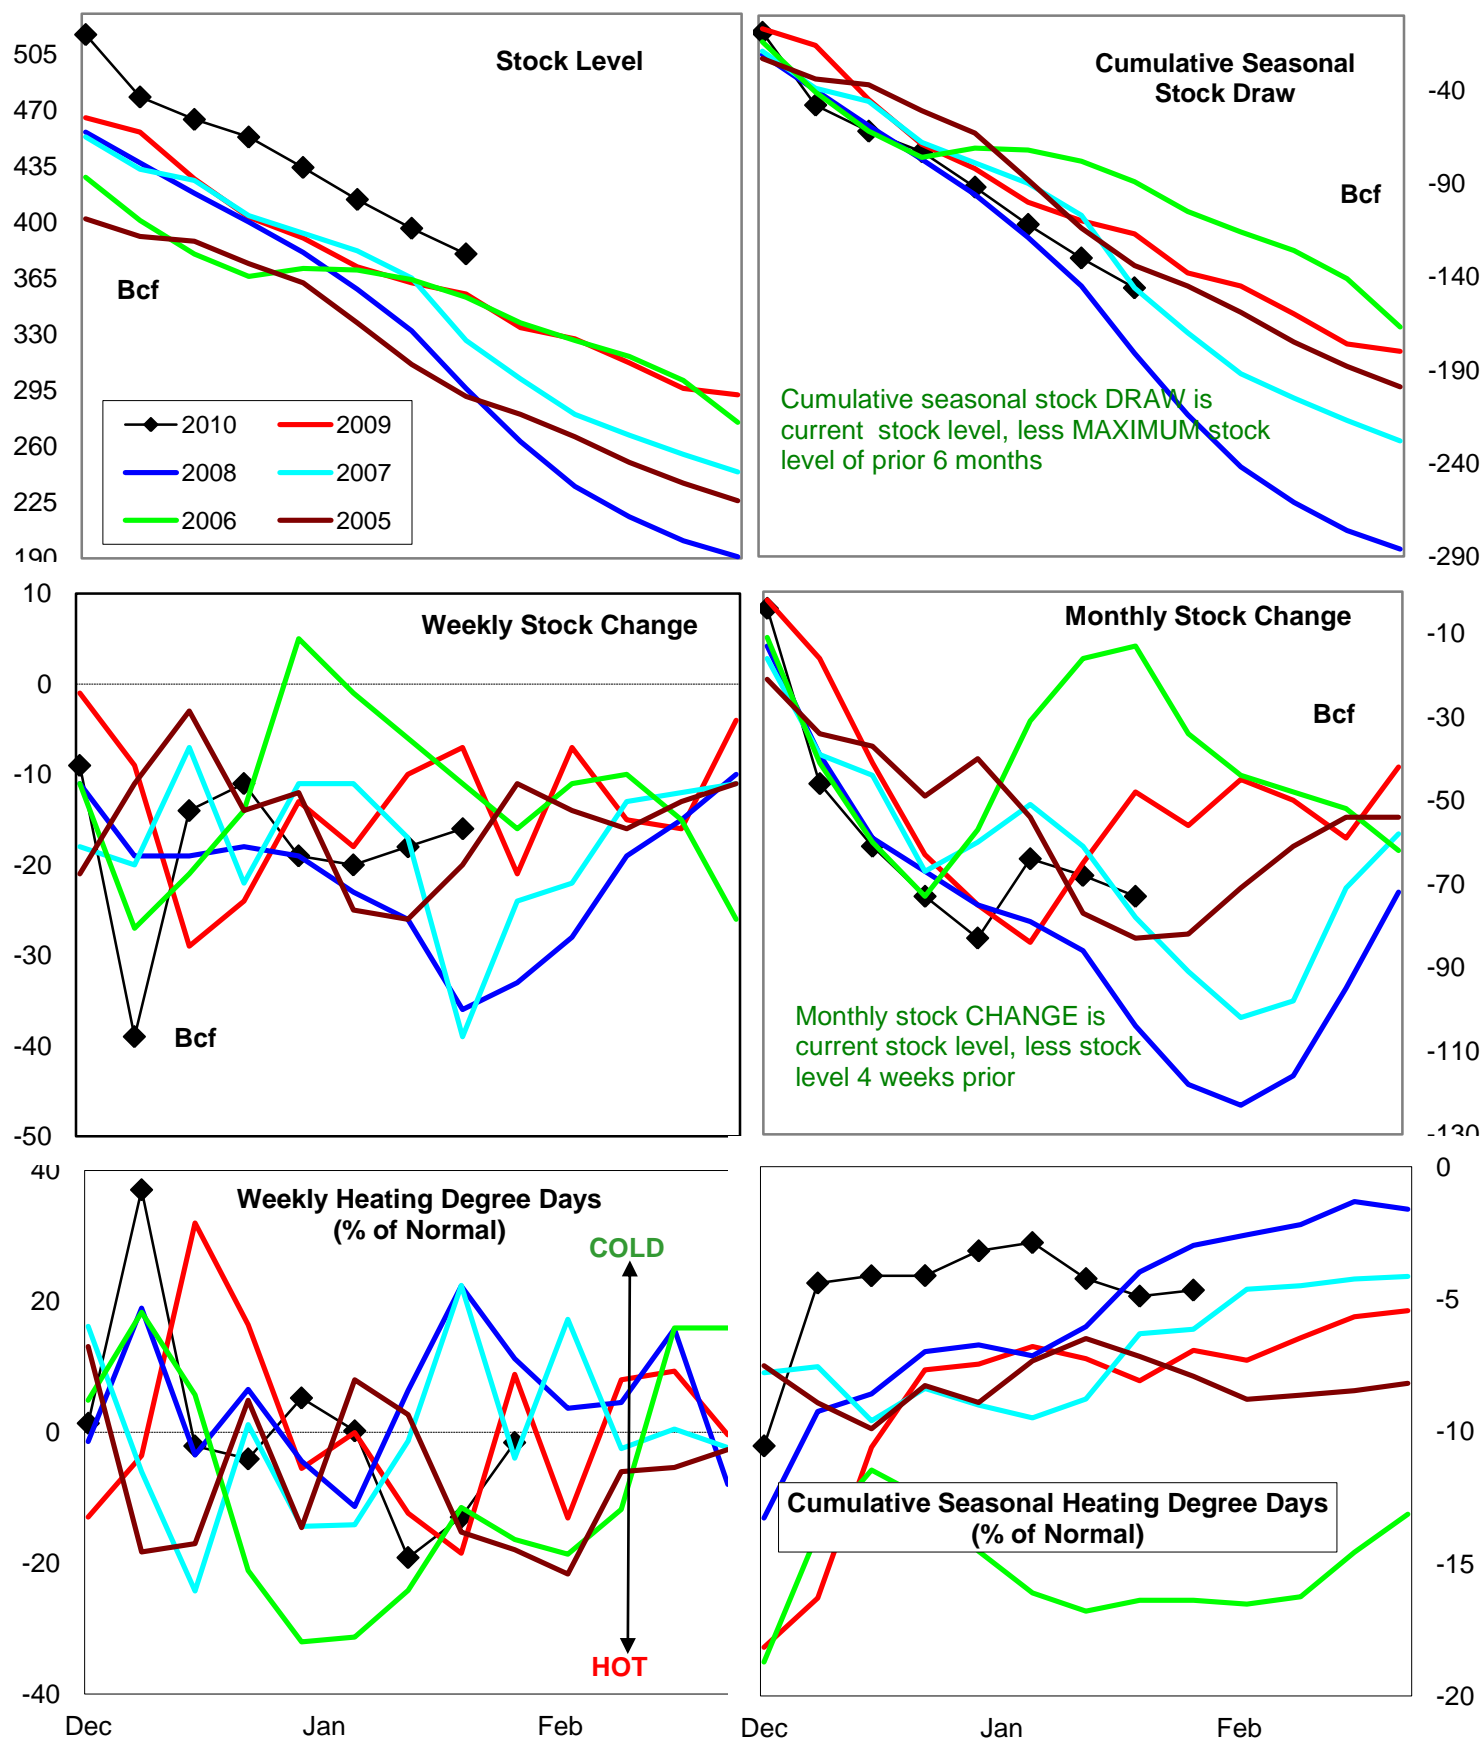 Stock Level
505
470
435
400
365
330
295
260
225
190
Bcf
2010
2009
2008
2007
2006
2005
Cumulative Seasonal
Stock Draw
Bcf
-40
-90
-140
-190
-240
-290
Cumulative seasonal stock DRAW is
current stock level, less MAXIMUM stock
level of prior 6 months
Weekly Stock Change
10
0
-10
-20
-30
-40
-50
Bcf
Monthly Stock Change
Bcf
-10
-30
-50
-70
-90
-110
-130
Monthly stock CHANGE is
current stock level, less stock
level 4 weeks prior
Weekly Heating Degree Days
(% of Normal)
COLD
HOT
40
20
0
-20
-40
Dec
Jan
Feb
Cumulative Seasonal Heating Degree Days
(% of Normal)
0
-5
-10
-15
-20
Dec
Jan
Feb